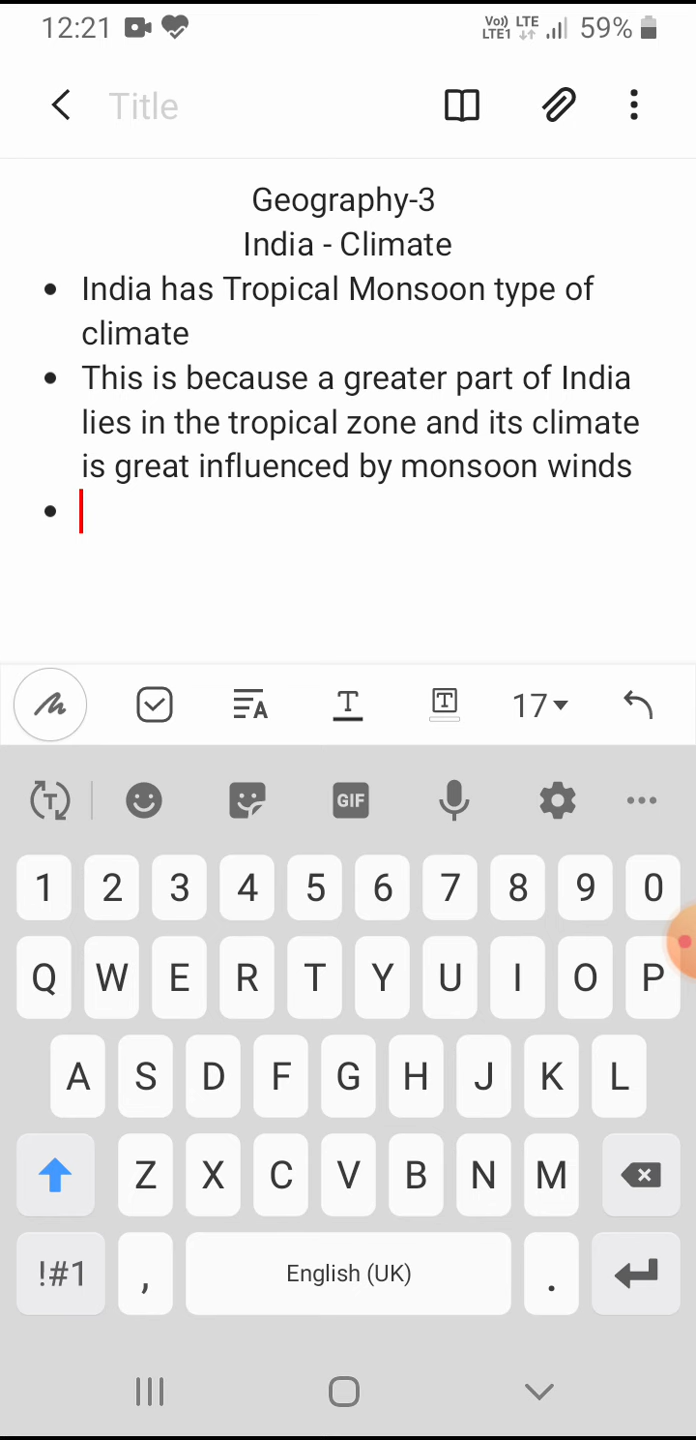 12:21 Vo)) LTE1 LTE 59%
Title
Geography-3
India - Climate
• India has Tropical Monsoon type of
climate
• This is because a greater part of India
lies in the tropical zone and its climate
is great influenced by monsoon winds
•
T T 17
T GIF
1 2 3 4 5 6 7 8 9 0
Q W E R T Y U I O P
A S D F G H J K L
Z X C V B N M
!#1 , English (UK) .